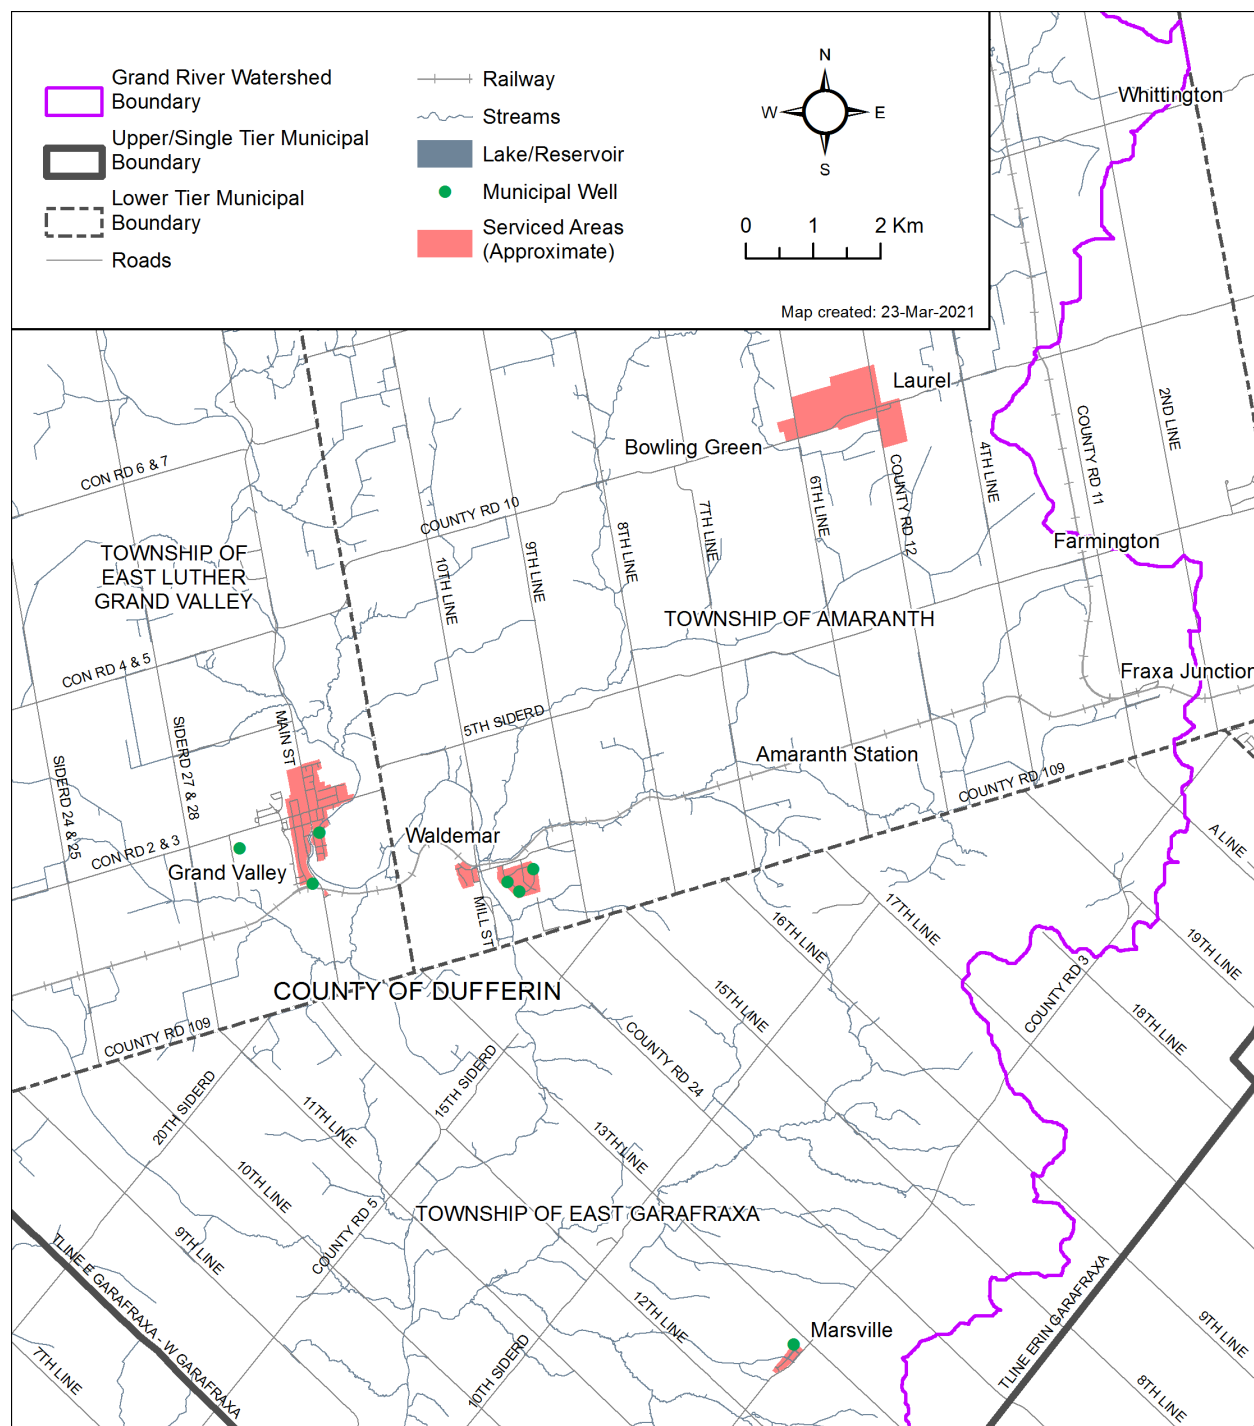 Grand River Watershed
Boundary
Upper/Single Tier Municipal
Boundary
Lower Tier Municipal
Boundary
Roads
Railway
Streams
Lake/Reservoir
Municipal Well
Serviced Areas
(Approximate)
N
W
E
S
0 1 2 Km
Map created: 23-Mar-2021
Whittington
Laurel
Bowling Green
2ND LINE
COUNTY RD 11
4TH LINE
COUNTY RD 12
6TH LINE
7TH LINE
8TH LINE
9TH LINE
10TH LINE
COUNTY RD 10
CON RD 6 & 7
Farmington
TOWNSHIP OF
EAST LUTHER
GRAND VALLEY
TOWNSHIP OF AMARANTH
CON RD 4 & 5
Fraxa Junction
MAIN ST
SIDERD 27 & 28
SIDERD 24 & 25
5TH SIDERD
Amaranth Station
COUNTY RD 109
A LINE
CON RD 2 & 3
Waldemar
Grand Valley
MILL ST
16TH LINE
17TH LINE
19TH LINE
COUNTY OF DUFFERIN
COUNTY RD 3
18TH LINE
15TH LINE
COUNTY RD 109
COUNTY RD 24
15TH SIDERD
20TH SIDERD
11TH LINE
13TH LINE
10TH LINE
9TH LINE
COUNTY RD 5
TOWNSHIP OF EAST GARAFRAXA
TLINE E GARAFRAXA - W GARAFRAXA
7TH LINE
12TH LINE
10TH SIDERD
Marsville
TLINE ERIN GARAFRAXA
9TH LINE
8TH LINE